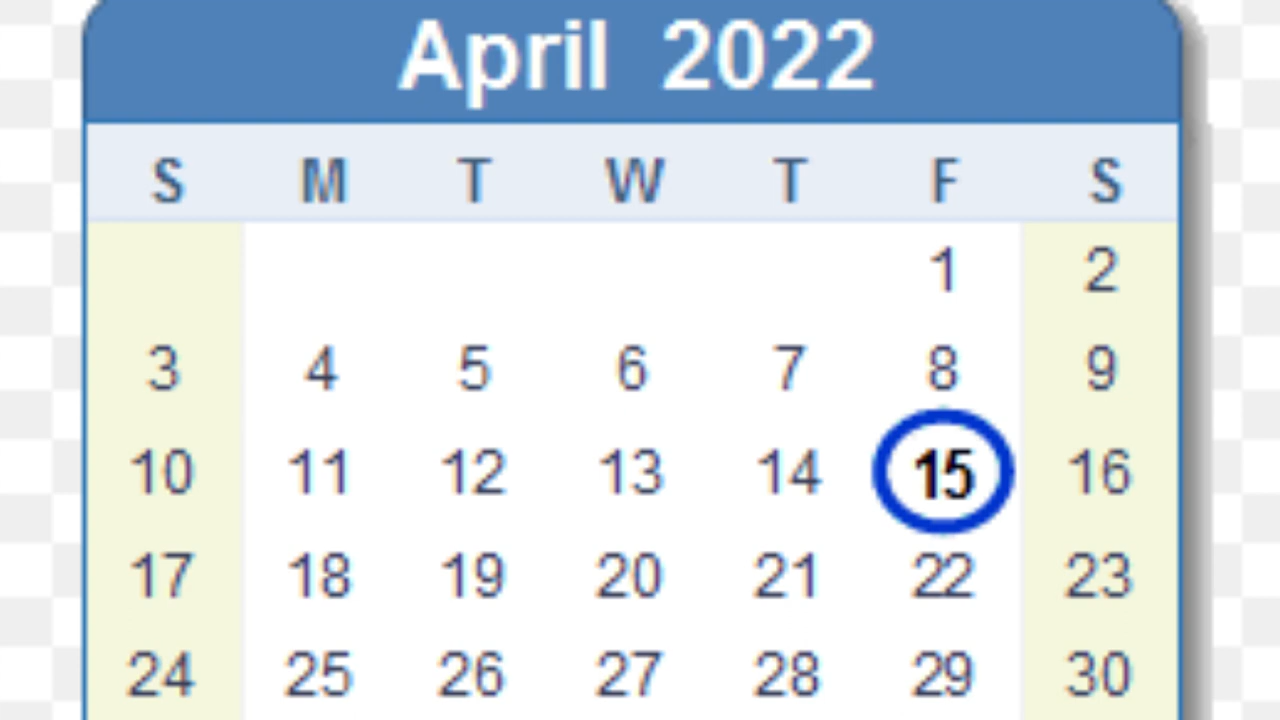 April 2022
S M T W T F S
1 2
3 4 5 6 7 8 9
10 11 12 13 14 15 16
17 18 19 20 21 22 23
24 25 26 27 28 29 30